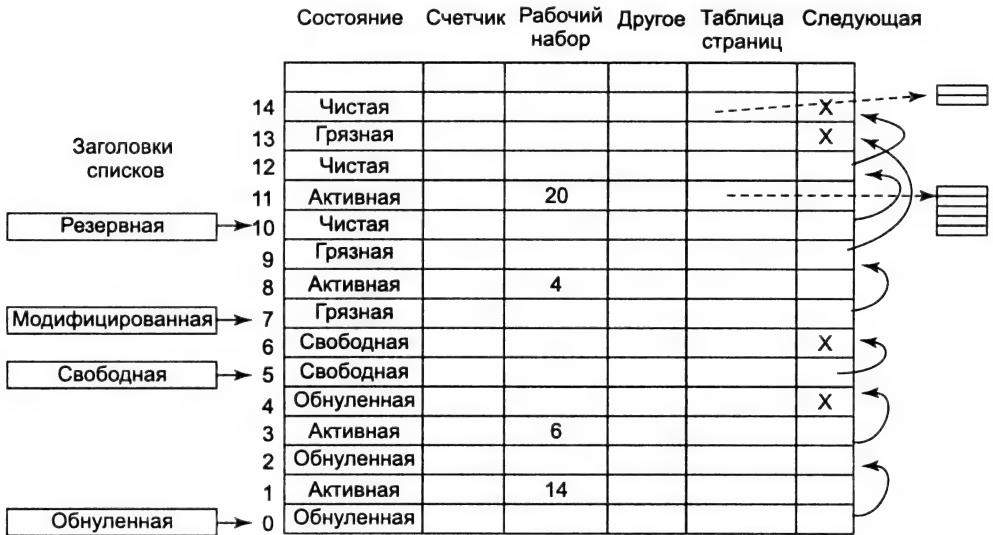 Состояние Счетчик Рабочий набор Другое Таблица страниц Следующая
Заголовки списков
14 Чистая X
13 Грязная X
12 Чистая
11 Активная 20
Резервная 10 Чистая
9 Грязная
8 Активная 4
Модифицированная 7 Грязная
6 Свободная X
Свободная 5 Свободная
4 Обнуленная X
3 Активная 6
2 Обнуленная
1 Активная 14
Обнуленная 0 Обнуленная